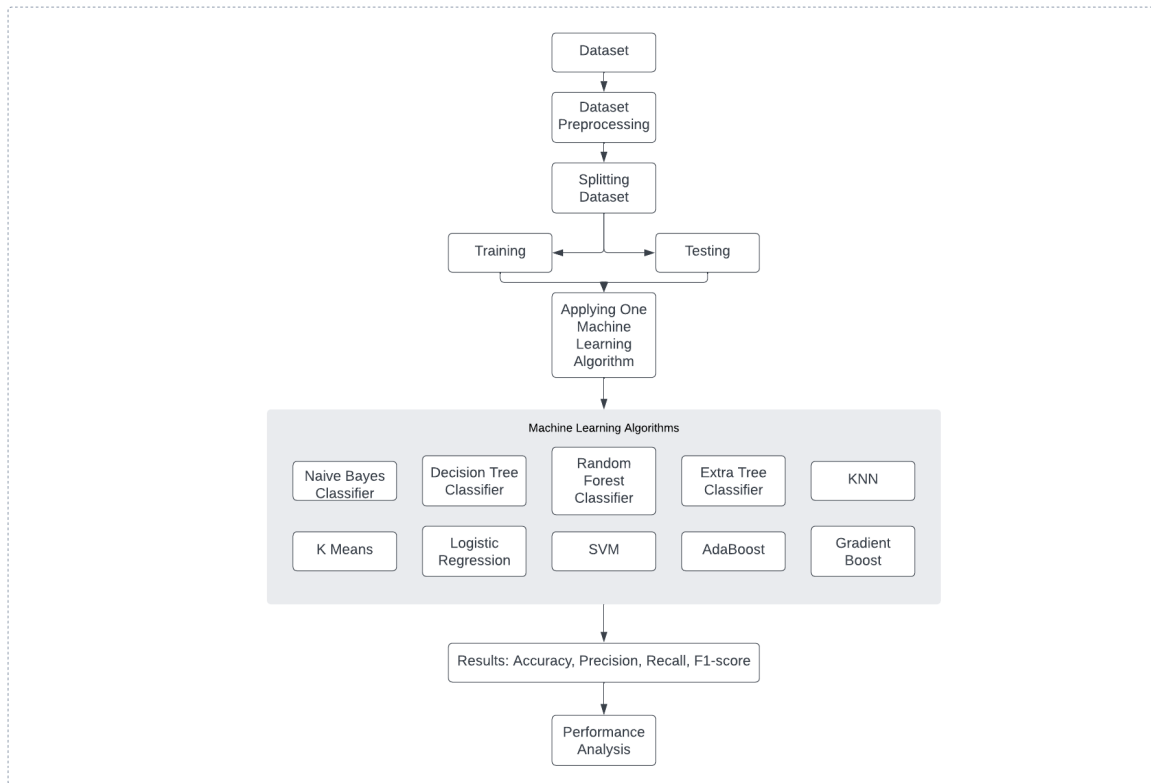 Dataset
Dataset
Preprocessing
Splitting
Dataset
Training
Testing
Applying One
Machine
Learning
Algorithm
Machine Learning Algorithms
Naive Bayes
Classifier
Decision Tree
Classifier
Random
Forest
Classifier
Extra Tree
Classifier
KNN
K Means
Logistic
Regression
SVM
AdaBoost
Gradient
Boost
Results: Accuracy, Precision, Recall, F1-score
Performance
Analysis